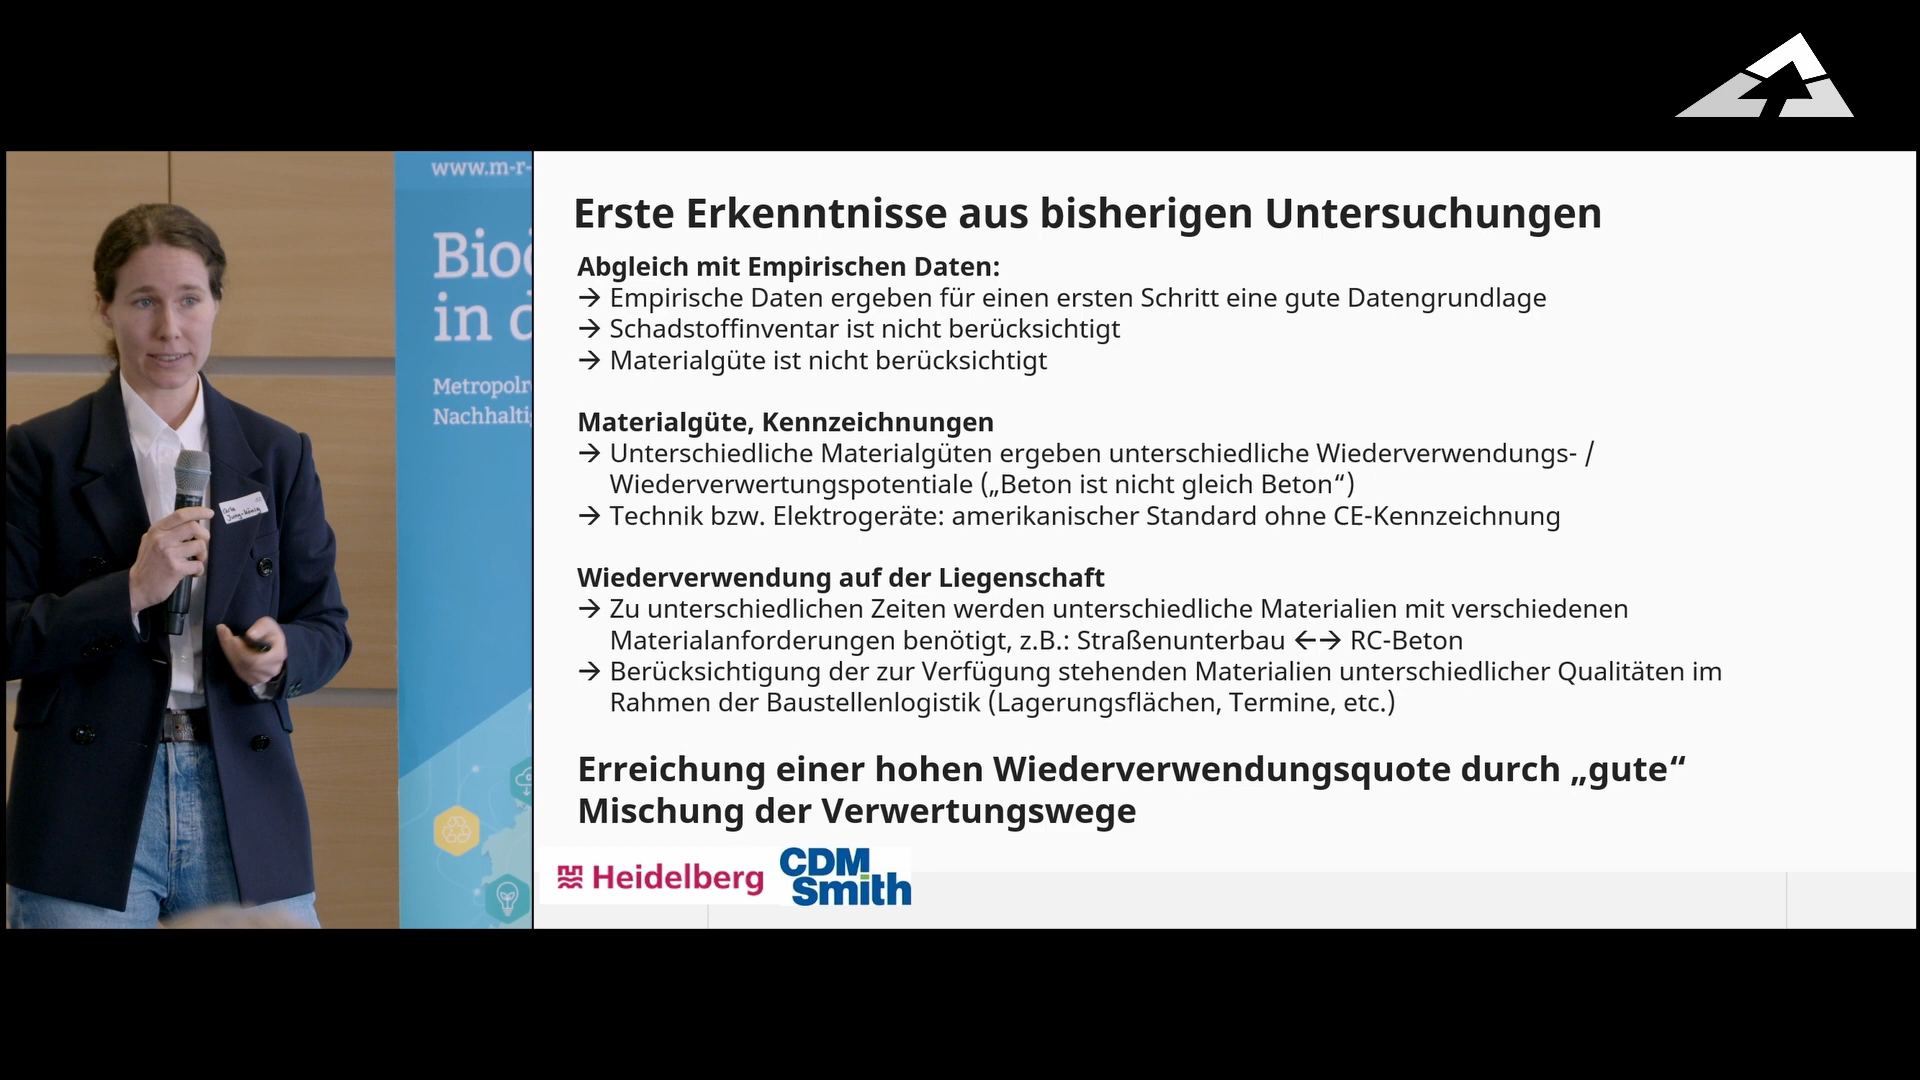 www.m-r-
Bioö
in d
Metropolr
Nachhaltig
Jung-König
Erste Erkenntnisse aus bisherigen Untersuchungen
Abgleich mit Empirischen Daten:
→ Empirische Daten ergeben für einen ersten Schritt eine gute Datengrundlage
→ Schadstoffinventar ist nicht berücksichtigt
→ Materialgüte ist nicht berücksichtigt
Materialgüte, Kennzeichnungen
→ Unterschiedliche Materialgüten ergeben unterschiedliche Wiederverwendungs- /
Wiederverwertungspotentiale („Beton ist nicht gleich Beton“)
→ Technik bzw. Elektrogeräte: amerikanischer Standard ohne CE-Kennzeichnung
Wiederverwendung auf der Liegenschaft
→ Zu unterschiedlichen Zeiten werden unterschiedliche Materialien mit verschiedenen
Materialanforderungen benötigt, z.B.: Straßenunterbau ←→ RC-Beton
→ Berücksichtigung der zur Verfügung stehenden Materialien unterschiedlicher Qualitäten im
Rahmen der Baustellenlogistik (Lagerungsflächen, Termine, etc.)
Erreichung einer hohen Wiederverwendungsquote durch „gute“
Mischung der Verwertungswege
Heidelberg
CDM
Smith